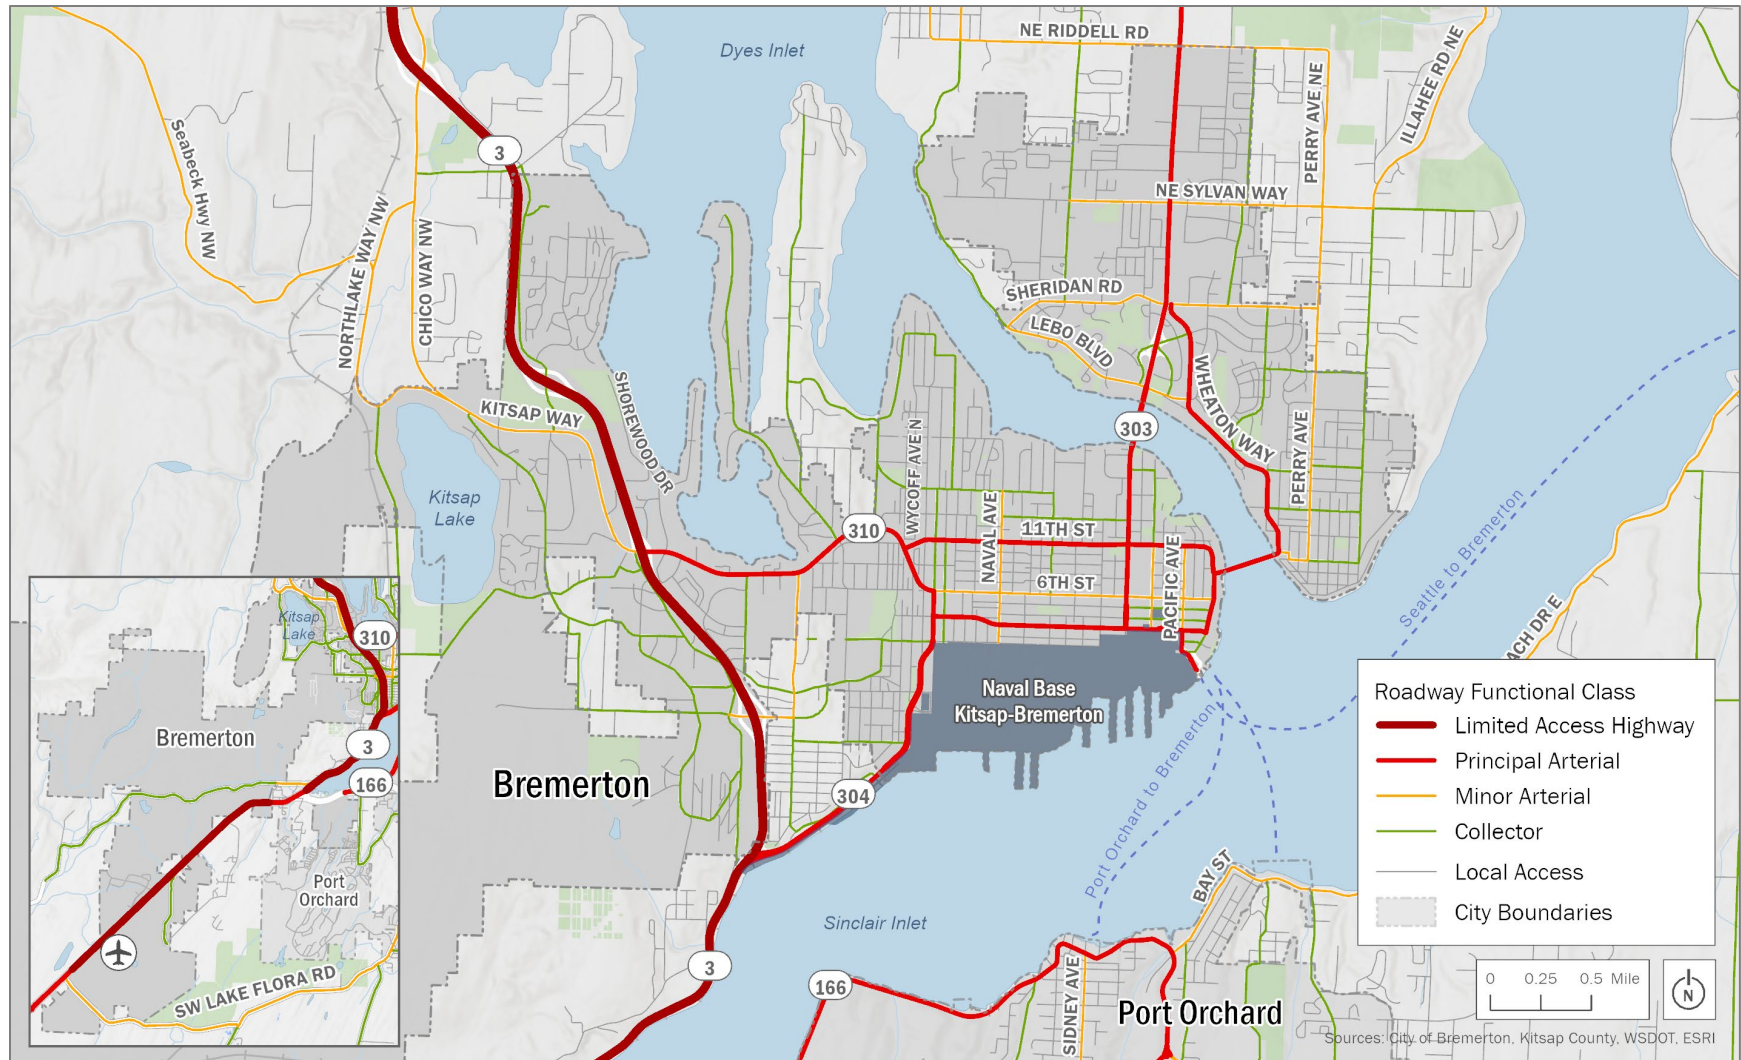 Dyes Inlet
NE RIDDELL RD
ILLAHEE RD NE
PERRY AVE NE
3
Seabeck Hwy NW
NE SYLVAN WAY
NORTHLAKE WAY NW
CHICO WAY NW
SHERIDAN RD
LEBO BLVD
KITSAP WAY
SHOREWOOD DR
WHEATON WAY
303
PERRY AVE
WYCOFF AVE N
Kitsap
Lake
310
NAVAL AVE
11TH ST
PACIFIC AVE
6TH ST
Seattle to Bremerton
ACH DR E
Naval Base
Kitsap-Bremerton
Bremerton
304
Port Orchard to Bremerton
BAY ST
Sinclair Inlet
3
166
SIDNEY AVE
Port Orchard
Kitsap
Lake
310
Bremerton
3
166
Port
Orchard
SW LAKE FLORA RD
Roadway Functional Class
Limited Access Highway
Principal Arterial
Minor Arterial
Collector
Local Access
City Boundaries
0 0.25 0.5 Mile
N
Sources: City of Bremerton, Kitsap County, WSDOT, ESRI